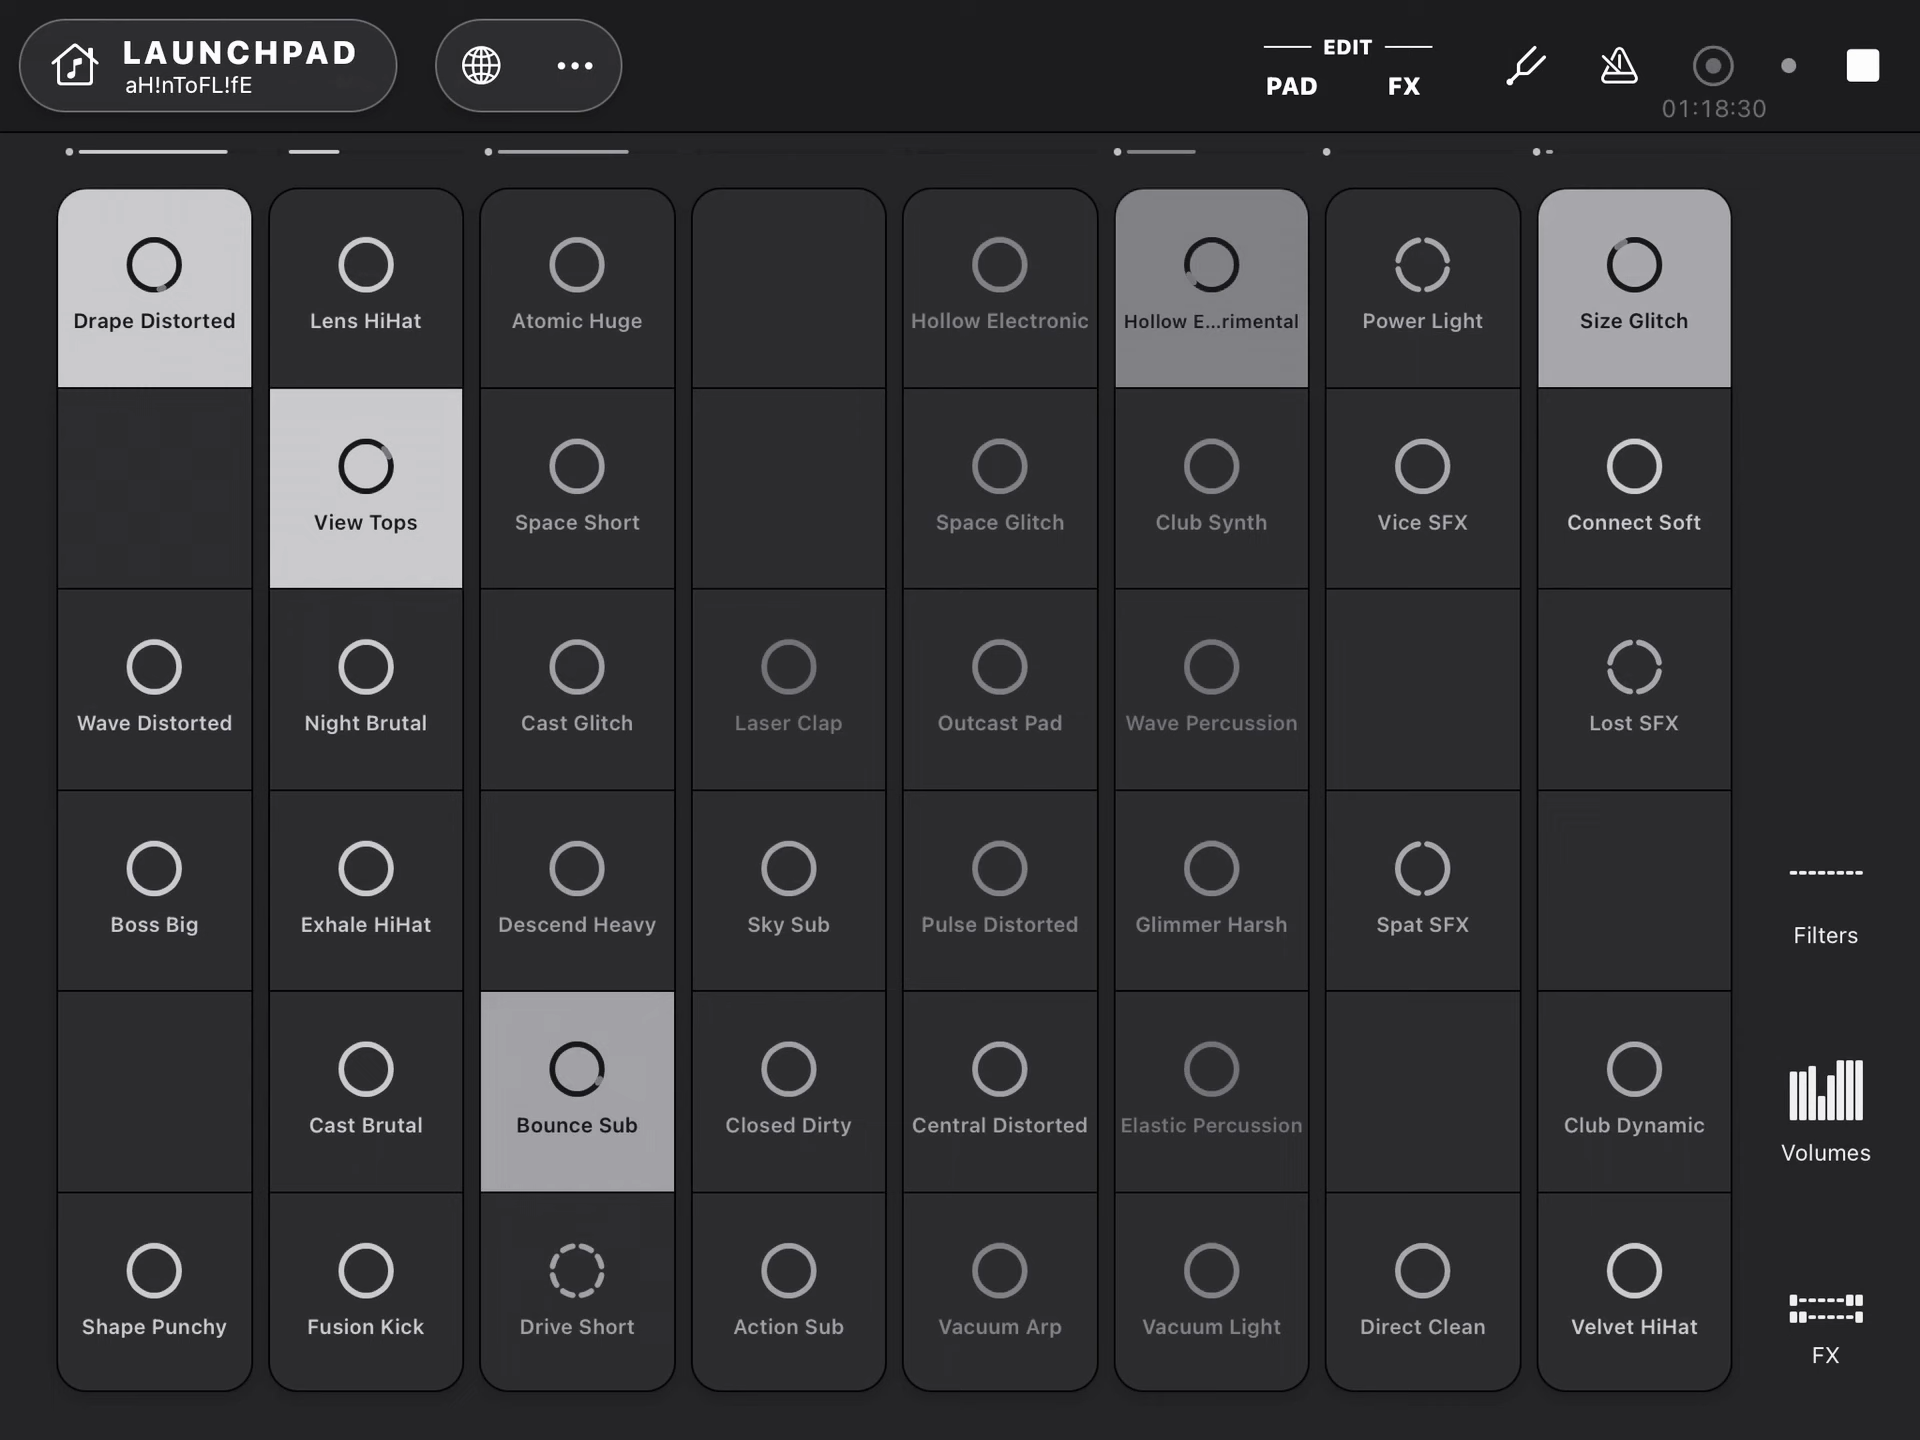 LAUNCHPAD
aH!nToFL!fE
EDIT
PAD FX
01:18:30
Drape Distorted Lens HiHat Atomic Huge Hollow Electronic Hollow E...rimental Power Light Size Glitch
View Tops Space Short Space Glitch Club Synth Vice SFX Connect Soft
Wave Distorted Night Brutal Cast Glitch Laser Clap Outcast Pad Wave Percussion Lost SFX
Boss Big Exhale HiHat Descend Heavy Sky Sub Pulse Distorted Glimmer Harsh Spat SFX
Filters
Cast Brutal Bounce Sub Closed Dirty Central Distorted Elastic Percussion Club Dynamic
Volumes
Shape Punchy Fusion Kick Drive Short Action Sub Vacuum Arp Vacuum Light Direct Clean Velvet HiHat
FX